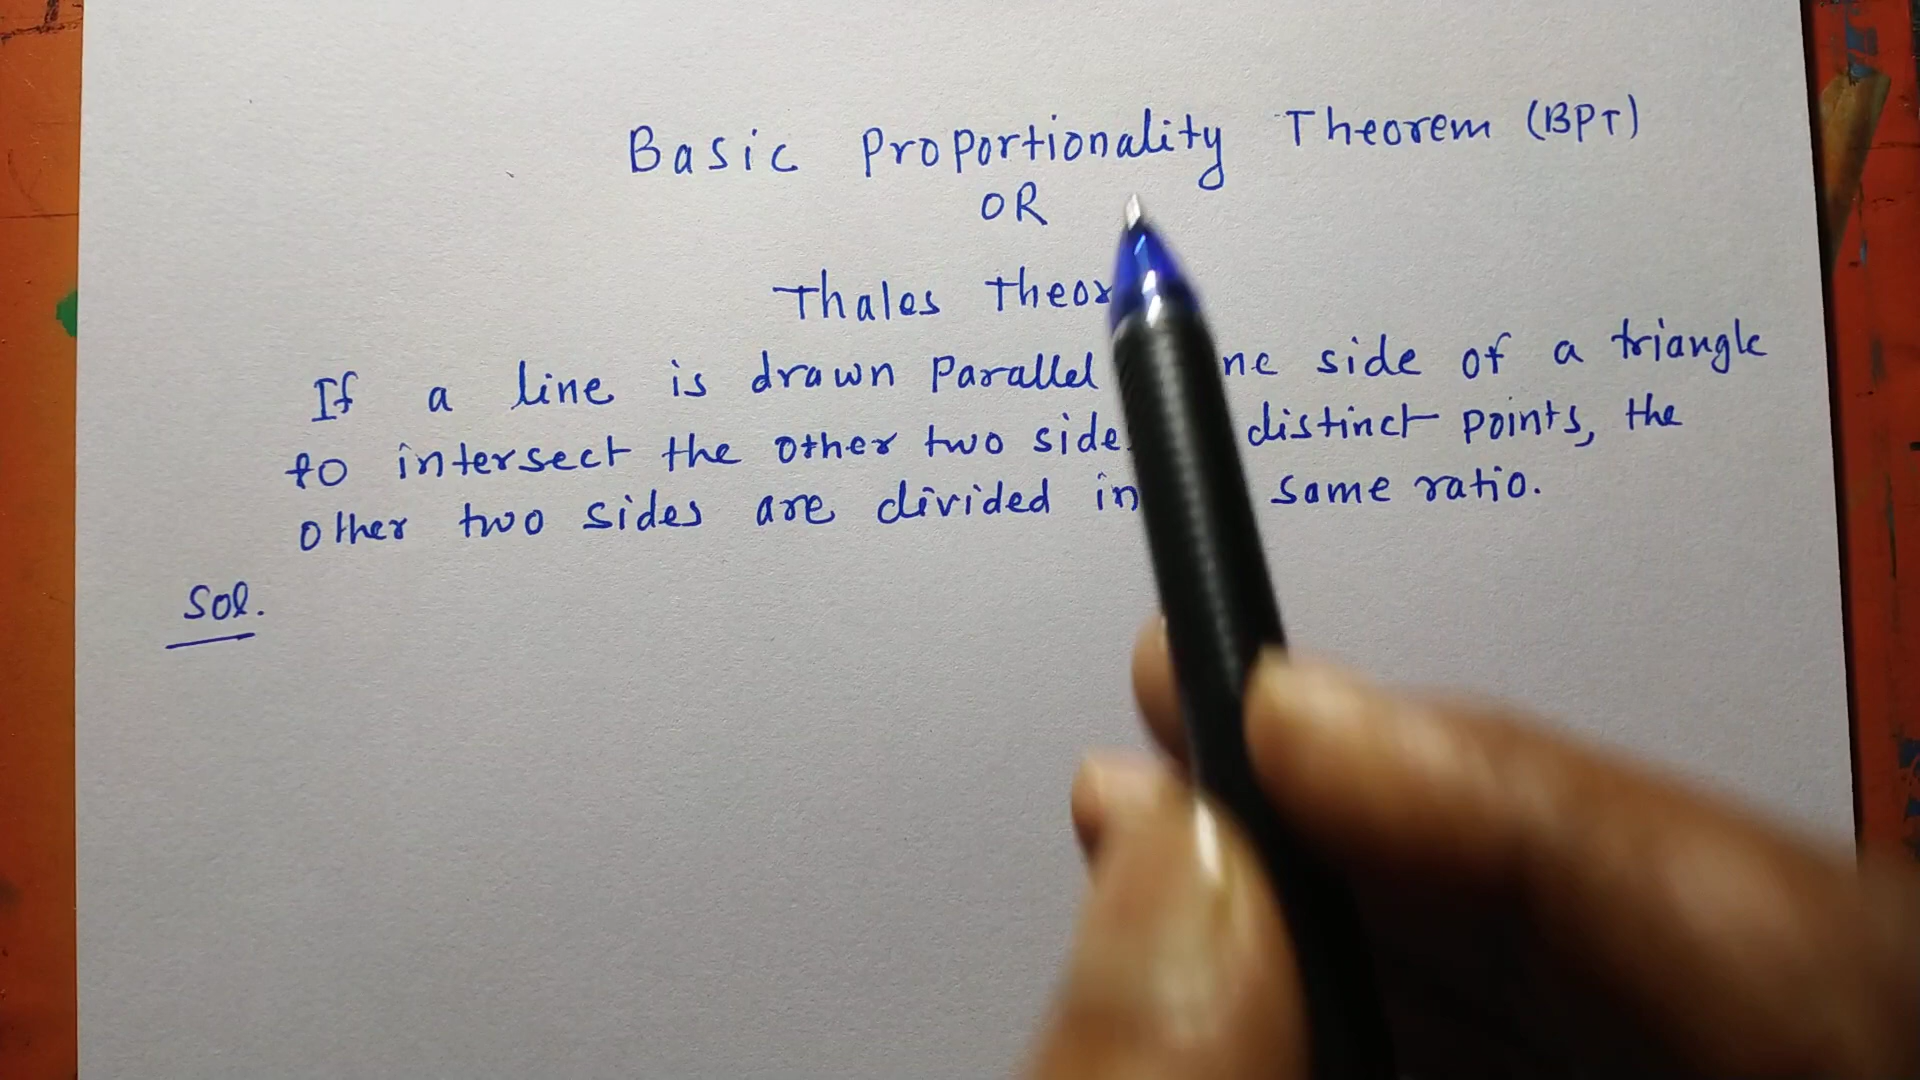 Basic Proportionality Theorem (BPT)
OR
Thales Theor
If a line is drawn Parallel ne side of a triangle
to intersect the other two side distinct points, the
other two sides are divided in same ratio.
Sol.